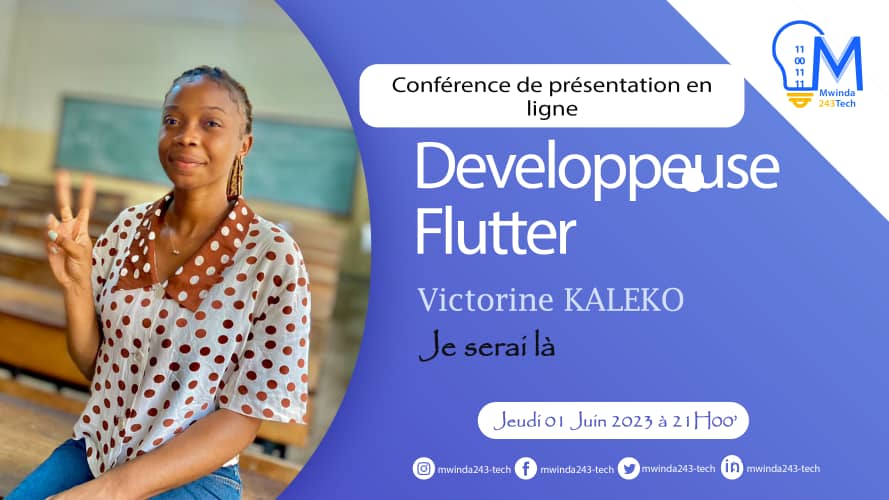 11
00
11
11
M
Mwinda
243Tech
Conférence de présentation en
ligne
Developpeuse
Flutter
Victorine KALEKO
Je serai là
Jeudi 01 Juin 2023 à 21H00'
mwinda243-tech mwinda243-tech mwinda243-tech in mwinda243-tech